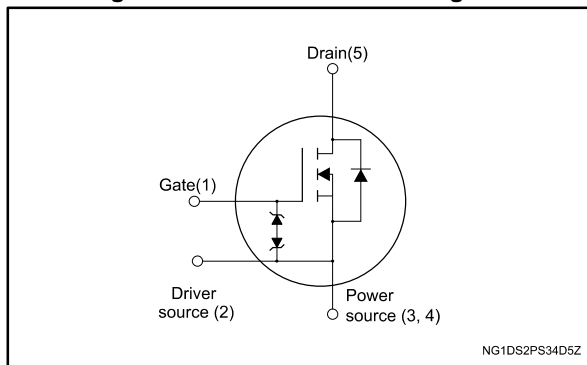 Drain(5)
Gate(1)
Driver
source (2)
Power
source (3, 4)
NG1DS2PS34D5Z